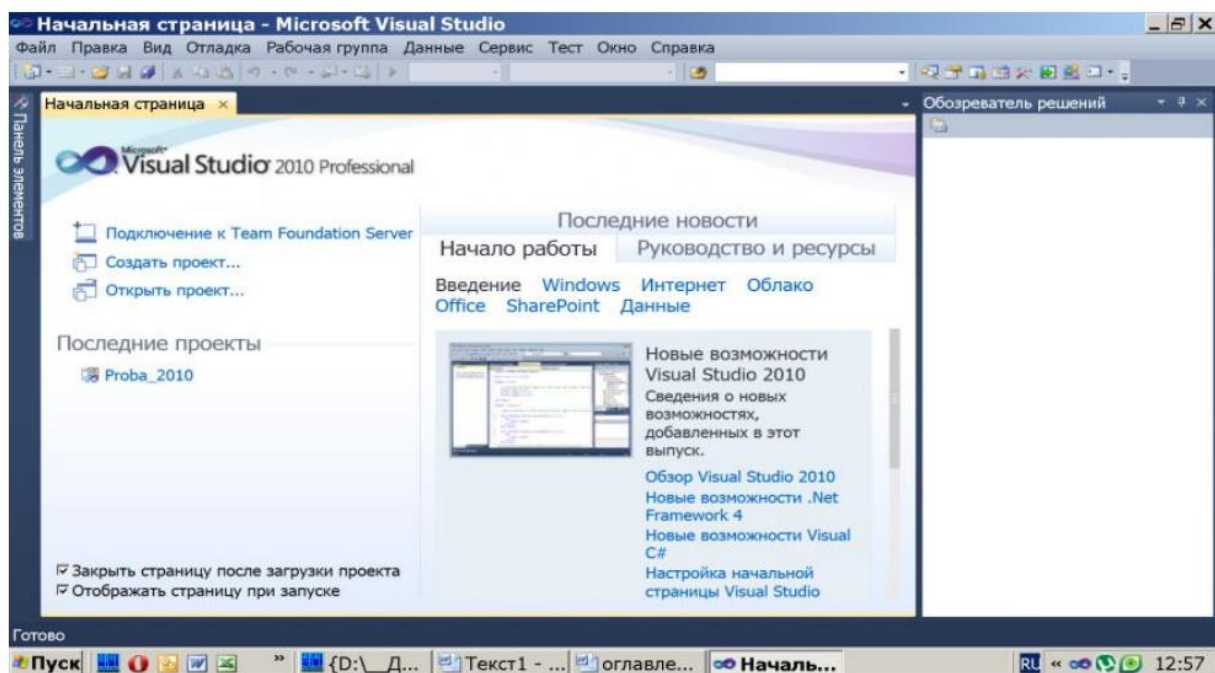 Начальная страница - Microsoft Visual Studio
Файл Правка Вид Отладка Рабочая группа Данные Сервис Тест Окно Справка
Панель элементов
Начальная страница
Обозреватель решений
Microsoft
Visual Studio 2010 Professional
Подключение к Team Foundation Server
Создать проект...
Открыть проект...
Последние проекты
Proba_2010
Закрыть страницу после загрузки проекта
Отображать страницу при запуске
Последние новости
Начало работы Руководство и ресурсы
Введение Windows Интернет Облако
Office SharePoint Данные
Новые возможности
Visual Studio 2010
Сведения о новых
возможностях,
добавленных в этот
выпуск.
Обзор Visual Studio 2010
Новые возможности .Net
Framework 4
Новые возможности Visual
C#
Настройка начальной
страницы Visual Studio
Готово
Пуск » {D:\__Д... Текст1 - ... оглавле... Началь... RU « 12:57